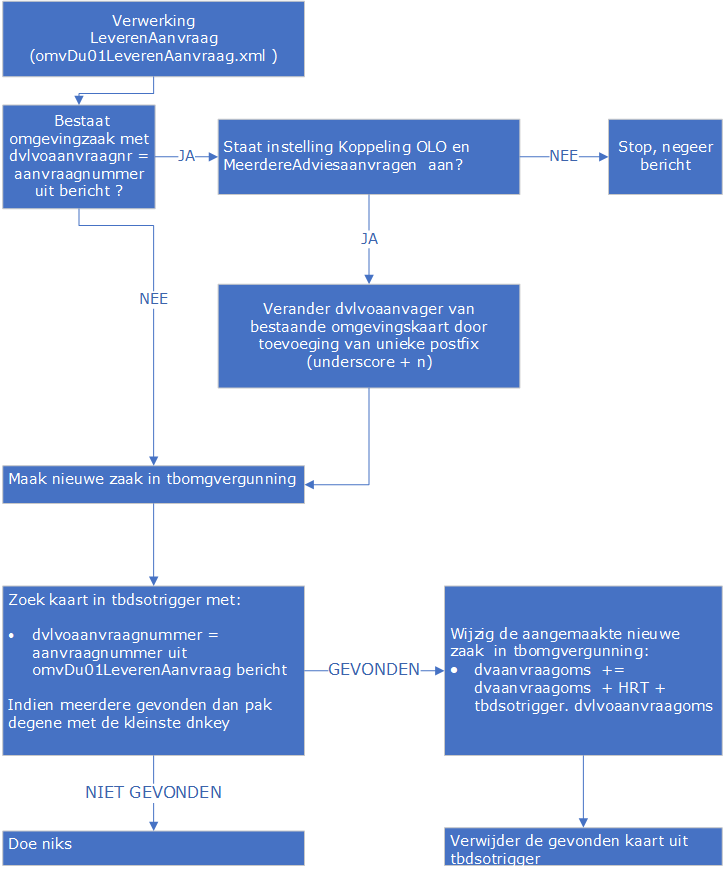 Verwerking
LeverenAanvraag
(omvDu01LeverenAanvraag.xml )
Bestaat
omgevingzaak met
dvlvoaanvraagnr =
aanvraagnummer
uit bericht ?
JA
Staat instelling Koppeling OLO en
MeerdereAdviesaanvragen  aan?
NEE
Stop, negeer
bericht
JA
NEE
Verander dvlvoaanvager van
bestaande omgevingskaart door
toevoeging van unieke postfix
(underscore + n)
Maak nieuwe zaak in tbomgvergunning
Zoek kaart in tbdsotrigger met:
• dvlvoaanvraagnummer =
aanvraagnummer uit
omvDu01LeverenAanvraag bericht
Indien meerdere gevonden dan pak
degene met de kleinste dnkey
GEVONDEN
Wijzig de aangemaakte nieuwe
zaak  in tbomgvergunning:
• dvaanvraagoms  +=
dvaanvraagoms  + HRT +
tbdsotrigger. dvlvoaanvraagoms
NIET GEVONDEN
Doe niks
Verwijder de gevonden kaart uit
tbdsotrigger